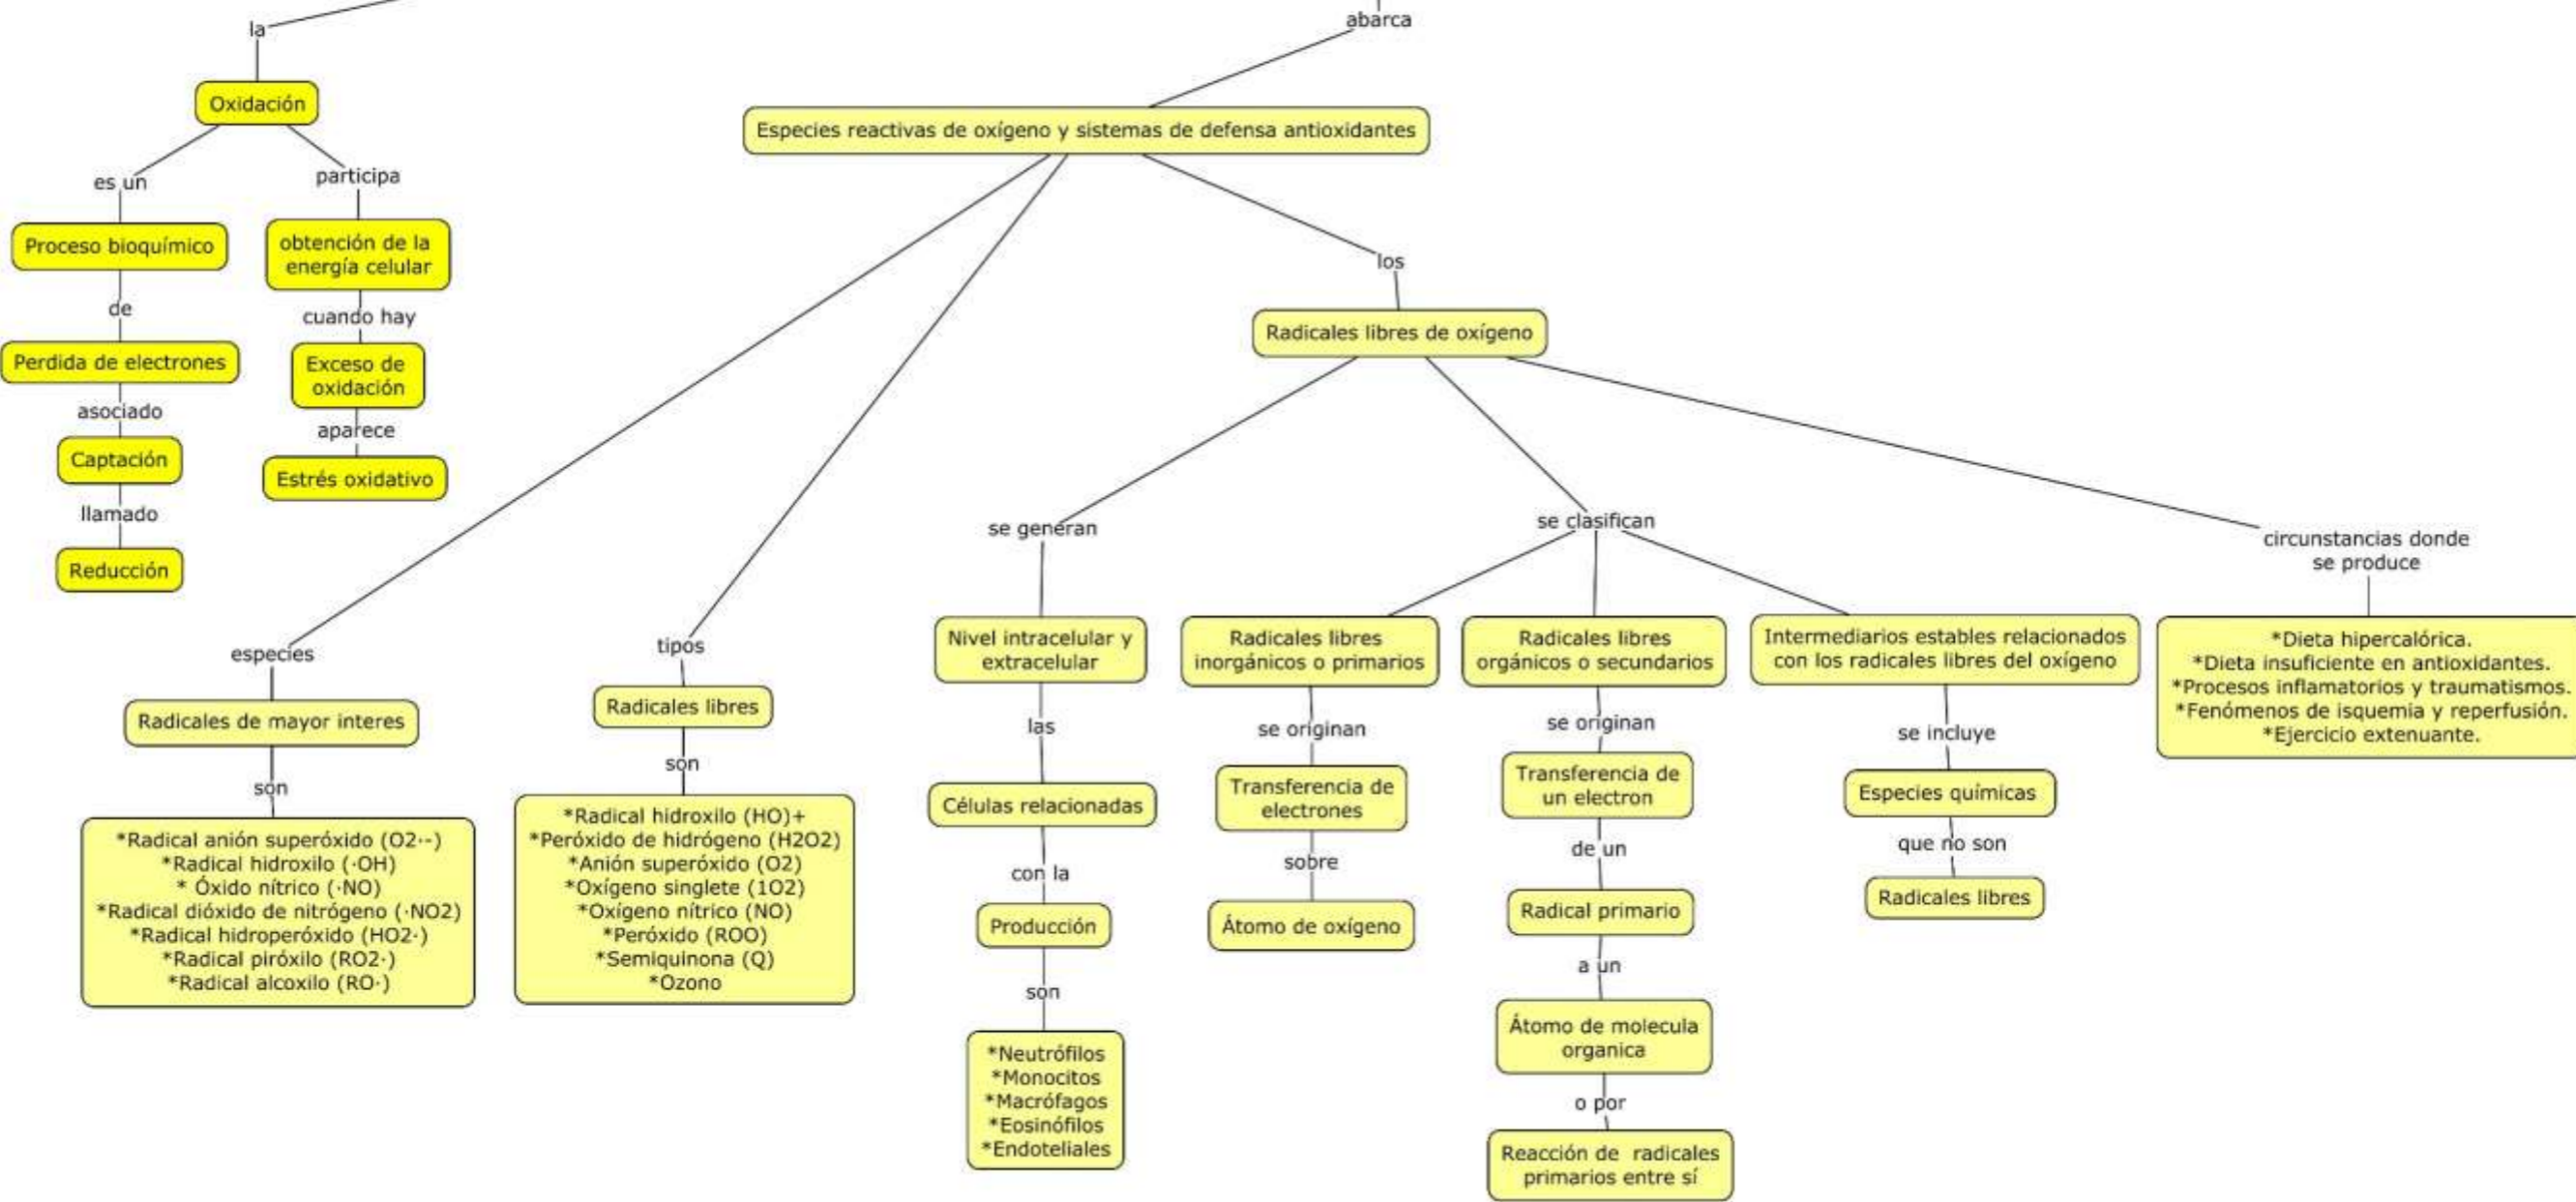 la
abarca
Oxidación
Especies reactivas de oxígeno y sistemas de defensa antioxidantes
es un
participa
Proceso bioquímico
obtención de la
energía celular
de
cuando hay
Perdida de electrones
Exceso de
oxidación
asociado
aparece
Captación
Estrés oxidativo
llamado
Reducción
especies
Radicales de mayor interes
son
*Radical anión superóxido (O2·-)
*Radical hidroxilo (·OH)
* Óxido nítrico (·NO)
*Radical dióxido de nitrógeno (·NO2)
*Radical hidroperóxido (HO2·)
*Radical piróxilo (RO2·)
*Radical alcoxilo (RO·)
tipos
Radicales libres
son
*Radical hidroxilo (HO)+
*Peróxido de hidrógeno (H2O2)
*Anión superóxido (O2)
*Oxígeno singlete (1O2)
*Oxígeno nítrico (NO)
*Peróxido (ROO)
*Semiquinona (Q)
*Ozono
los
Radicales libres de oxígeno
se generan
Nivel intracelular y
extracelular
las
Células relacionadas
con la
Producción
son
*Neutrófilos
*Monocitos
*Macrófagos
*Eosinófilos
*Endoteliales
se clasifican
Radicales libres
inorgánicos o primarios
se originan
Transferencia de
electrones
sobre
Átomo de oxígeno
Radicales libres
orgánicos o secundarios
se originan
Transferencia de
un electron
de un
Radical primario
a un
Átomo de molecula
organica
o por
Reacción de radicales
primarios entre sí
Intermediarios estables relacionados
con los radicales libres del oxígeno
se incluye
Especies químicas
que no son
Radicales libres
circunstancias donde
se produce
*Dieta hipercalórica.
*Dieta insuficiente en antioxidantes.
*Procesos inflamatorios y traumatismos.
*Fenómenos de isquemia y reperfusión.
*Ejercicio extenuante.